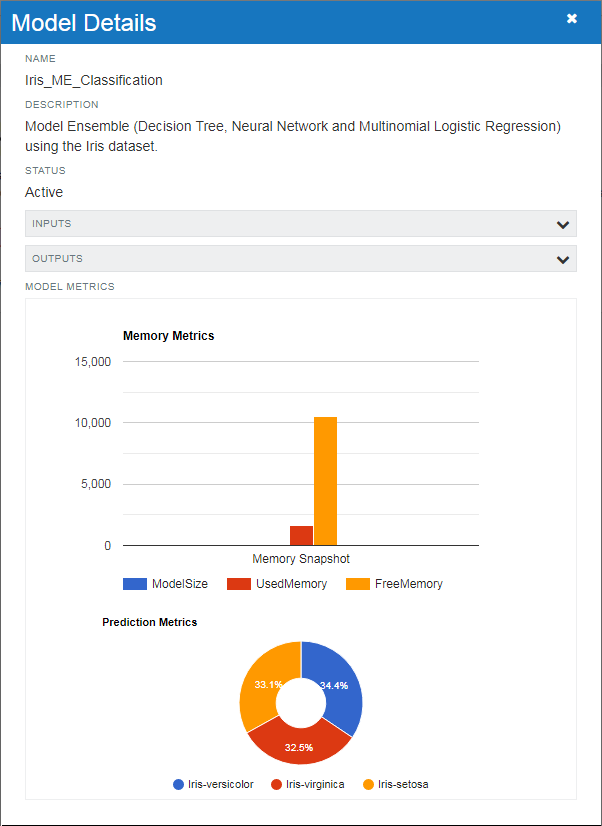 Model Details
NAME
Iris_ME_Classification
DESCRIPTION
Model Ensemble (Decision Tree, Neural Network and Multinomial Logistic Regression)
using the Iris dataset.
STATUS
Active
INPUTS
OUTPUTS
MODEL METRICS
Memory Metrics
15,000
10,000
5,000
0
Memory Snapshot
ModelSize UsedMemory FreeMemory
Prediction Metrics
33.1% 34.4%
32.5%
Iris-versicolor Iris-virginica Iris-setosa